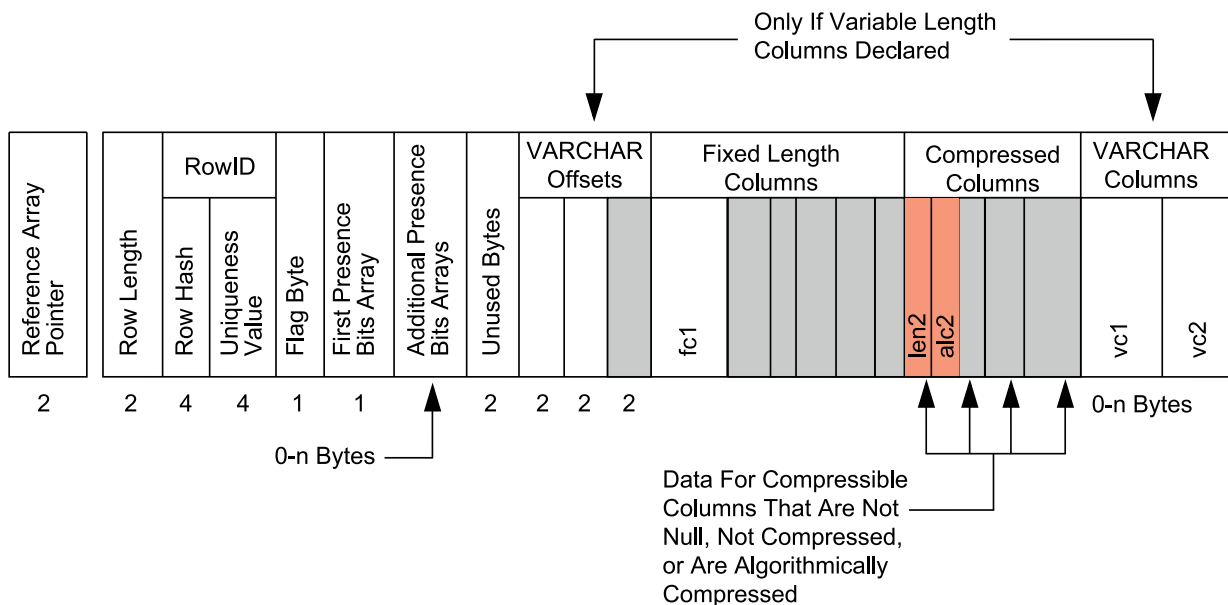 Only If Variable Length
Columns Declared
RowID
VARCHAR
Offsets
Fixed Length
Columns
Compressed
Columns
VARCHAR
Columns
Reference Array
Pointer
Row Length
Row Hash
Uniqueness
Value
Flag Byte
First Presence
Bits Array
Additional Presence
Bits Arrays
Unused Bytes
fc1
len2
alc2
vc1
vc2
2
2
4
4
1
1
2
2
2
2
0-n Bytes
0-n Bytes
Data For Compressible
Columns That Are Not
Null, Not Compressed,
or Are Algorithmically
Compressed